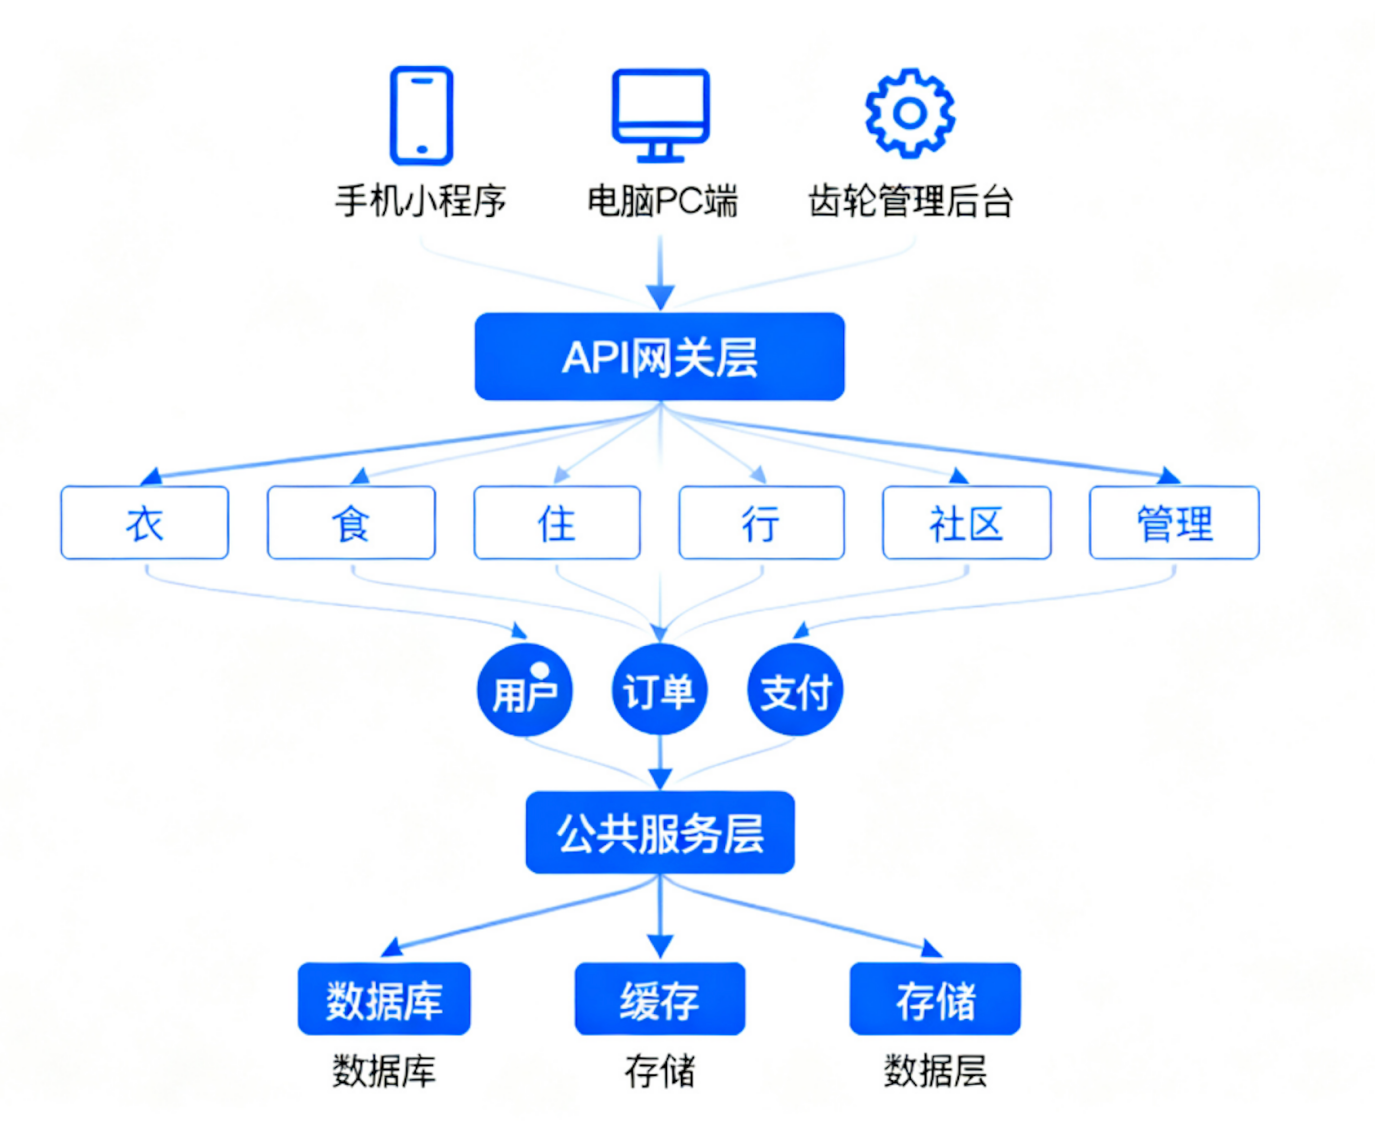 手机小程序
电脑PC端
齿轮管理后台
API网关层
衣
食
住
行
社区
管理
用户
订单
支付
公共服务层
数据库
缓存
存储
数据库
存储
数据层